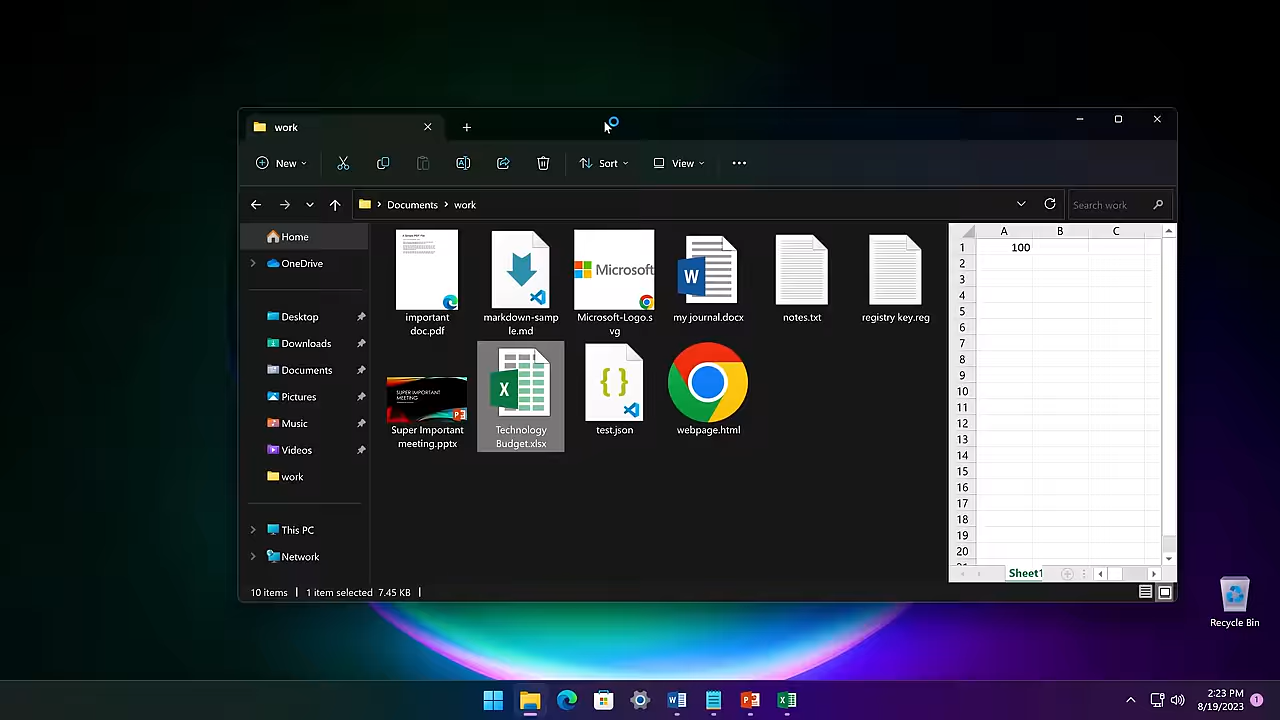 work
New
Sort
View
Documents
work
Search work
Home
OneDrive
Desktop
Downloads
Documents
Pictures
Music
Videos
work
This PC
Network
important
doc.pdf
markdown-samp
le.md
Microsoft
Microsoft-Logo.s
vg
W
my journal.docx
notes.txt
registry key.reg
SUPER IMPORTANT
MEETING
Super Important
meeting.pptx
X
Technology
Budget.xlsx
{ }
test.json
webpage.html
A B C
1 100
2
3
4
5
6
7
8
9
10
11
12
13
14
15
16
17
18
19
20
Sheet1
10 items 1 item selected 7.45 KB
Recycle Bin
2:23 PM
8/19/2023
1